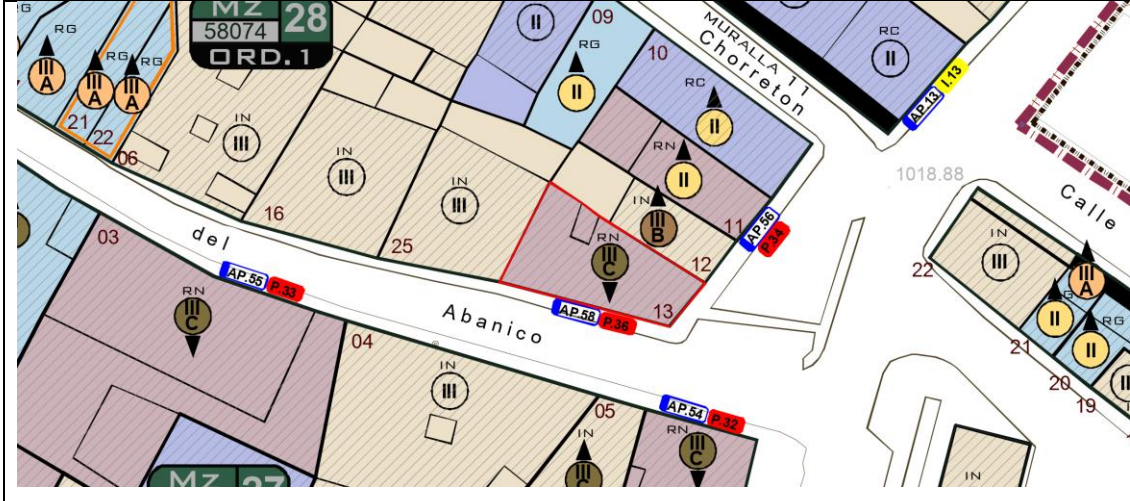 RG
MZ 28
58074
ORD.1
RG
RG
III
A
III
A
III
A
21
22
06
IN
III
16
IN
III
25
IN
III
II
09
RG
II
10
RC
II
MURALLA 11
Chorreton
RC
II
AP.13 I.13
RN
II
11
AP.56 P.34
IN
III
B
12
RN
III
C
13
1018.88
Calle
22
IN
III
III
A
RG
II
RG
II
21
20
19
II
IN
03
del
AP.55 P.33
RN
III
C
Abanico
AP.58 P.36
04
IN
III
05
AP.54 P.32
IN
III
C
RN
III
C
MZ 27